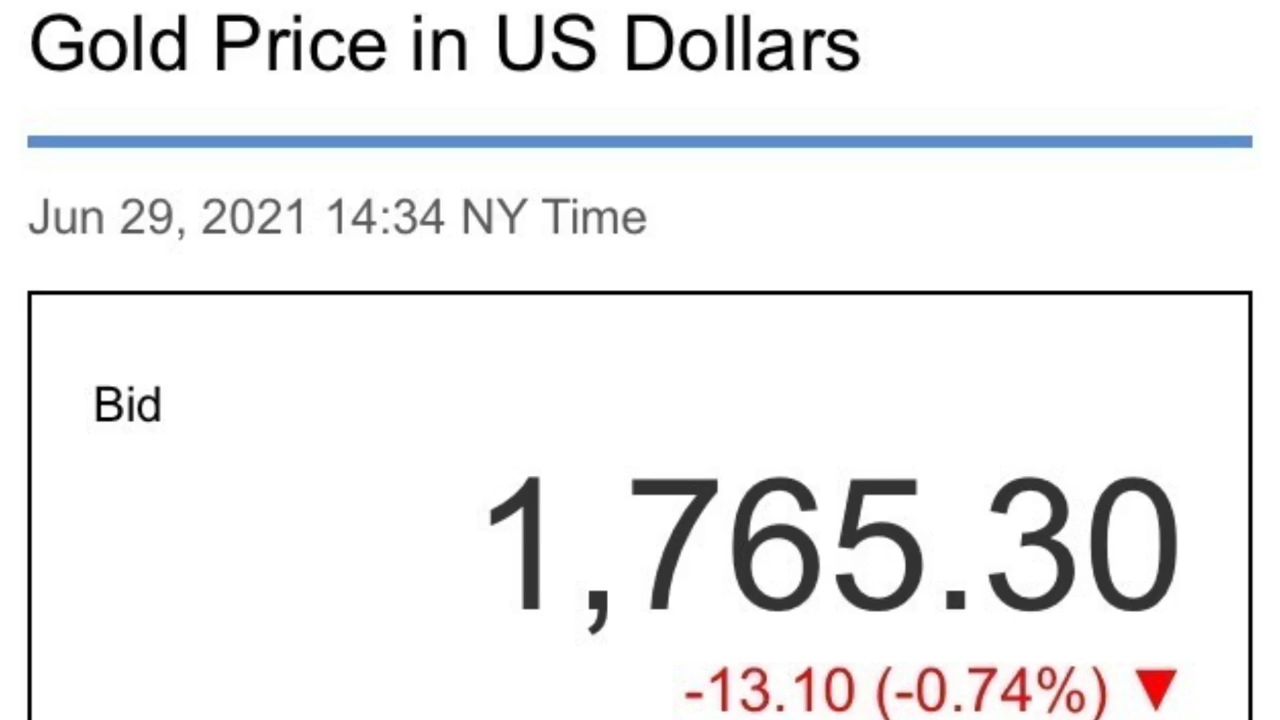 Gold Price in US Dollars
Jun 29, 2021 14:34 NY Time
Bid
1,765.30
-13.10 (-0.74%) ▼